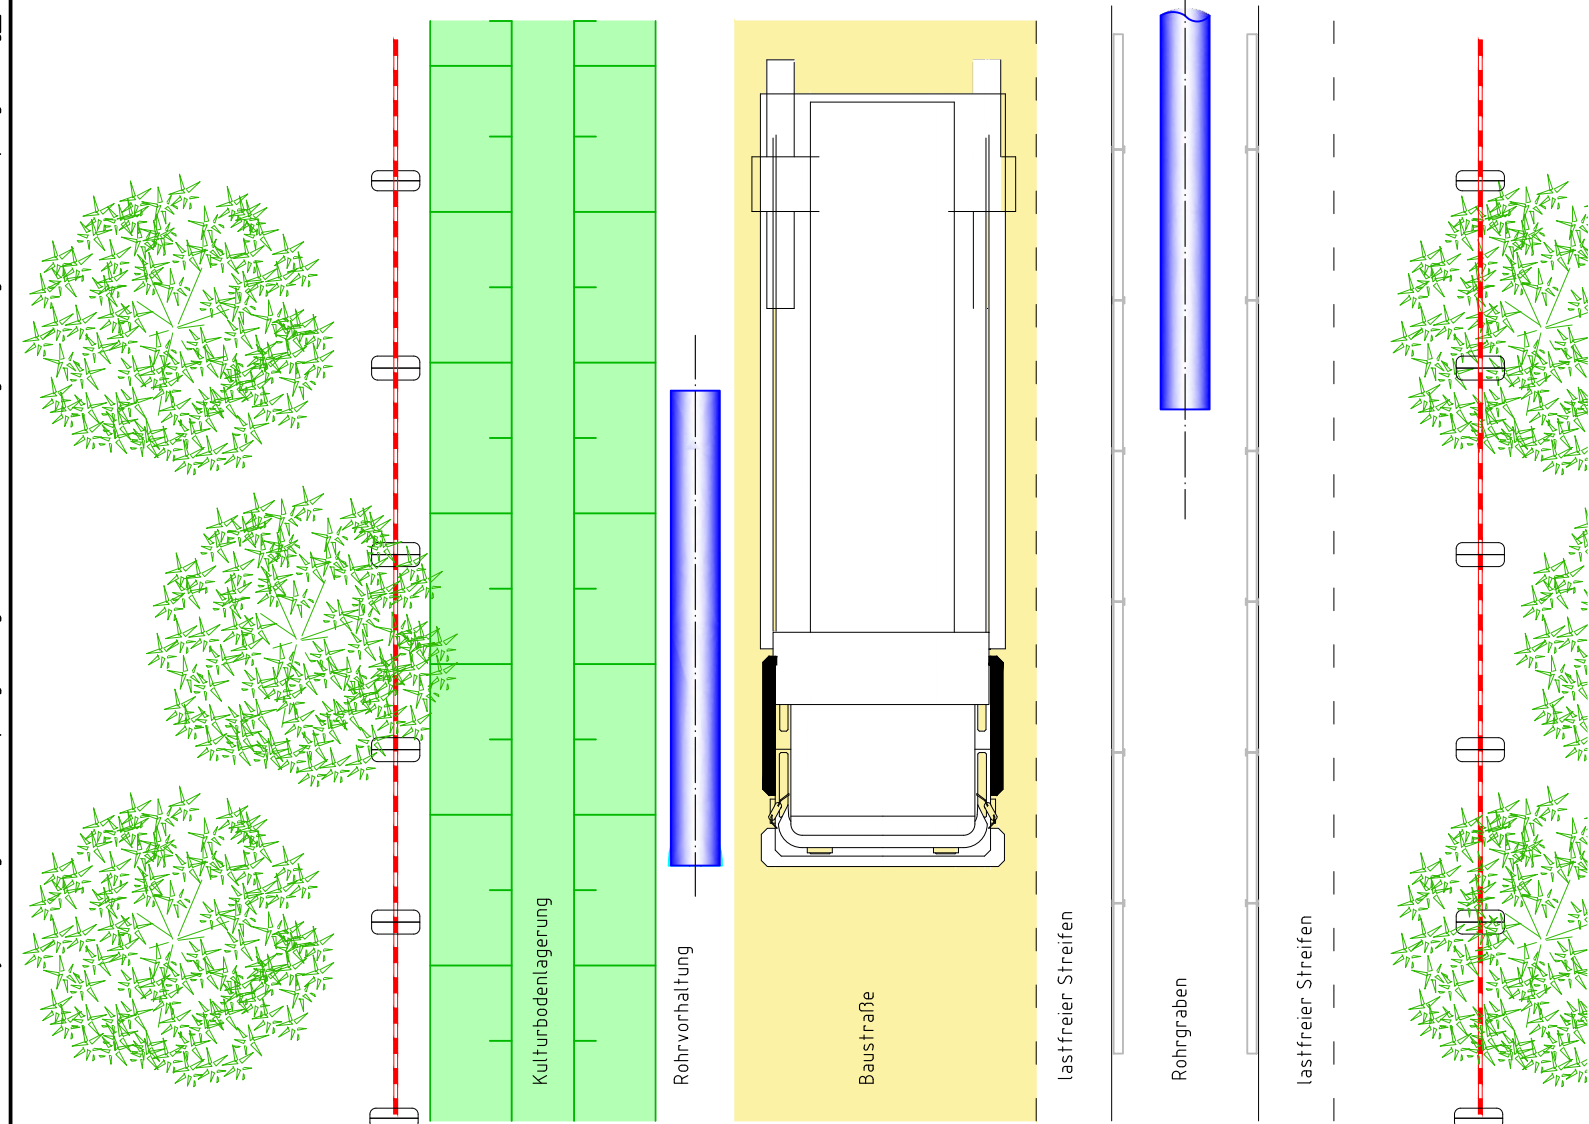 Kulturbodenlagerung
Rohrvorhaltung
Baustraße
lastfreier Streifen
Rohrgraben
lastfreier Streifen